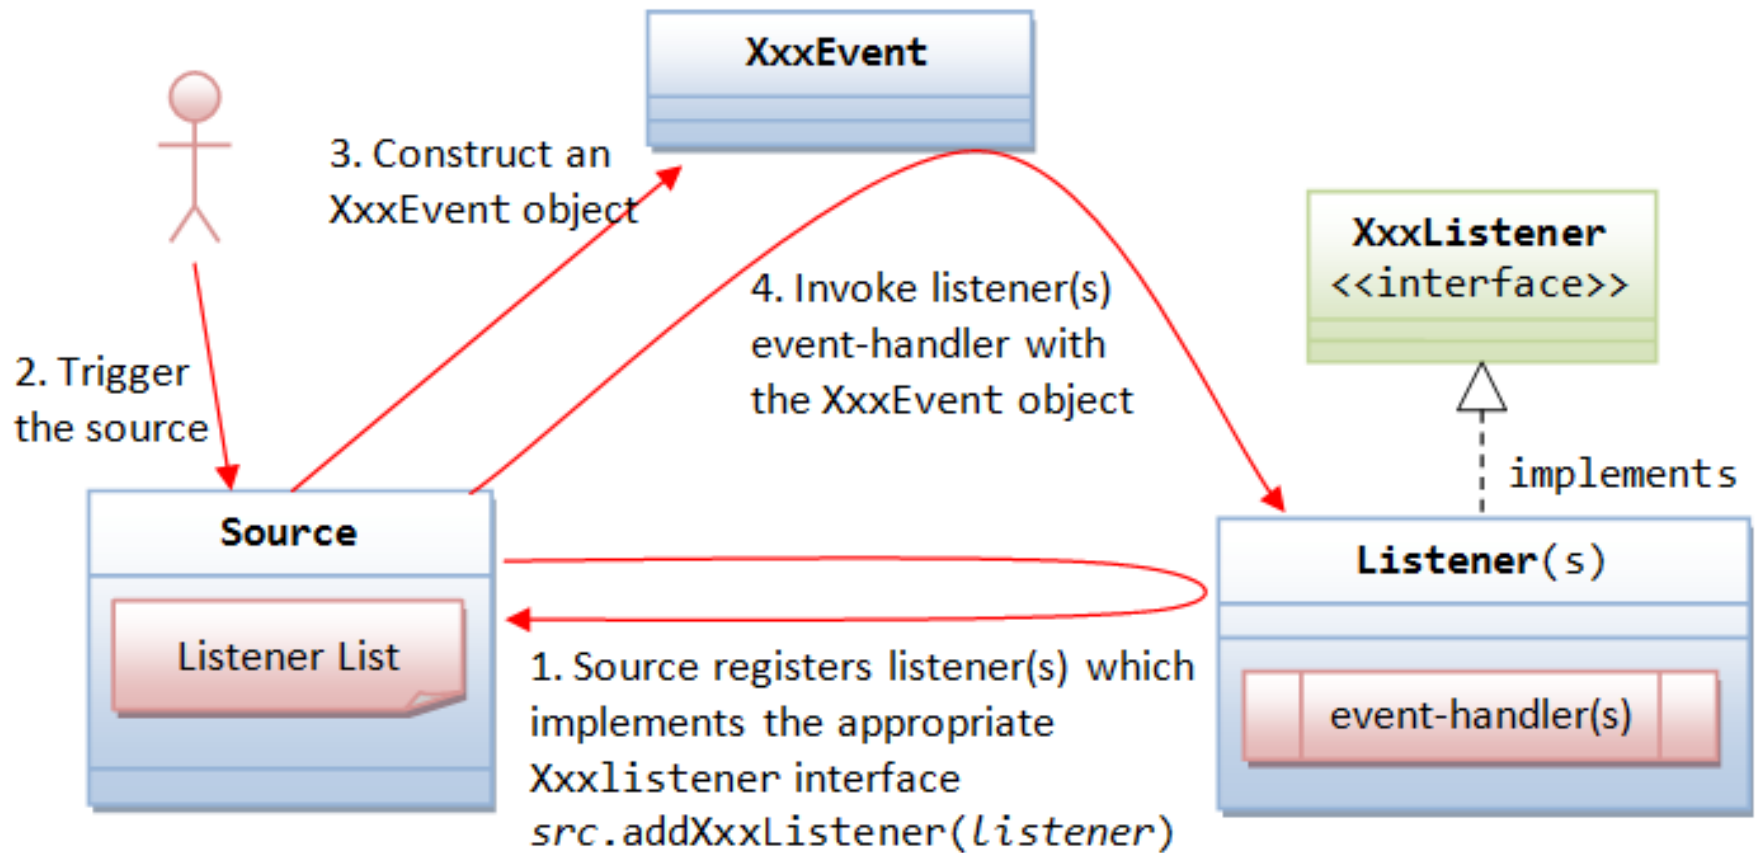 XxxEvent
3. Construct an
XxxEvent object
XxxListener
<<interface>>
4. Invoke listener(s)
event-handler with
the XxxEvent object
2. Trigger
the source
implements
Source
Listener(s)
Listener List
event-handler(s)
1. Source registers listener(s) which
implements the appropriate
Xxxlistener interface
src.addXxxListener(listener)